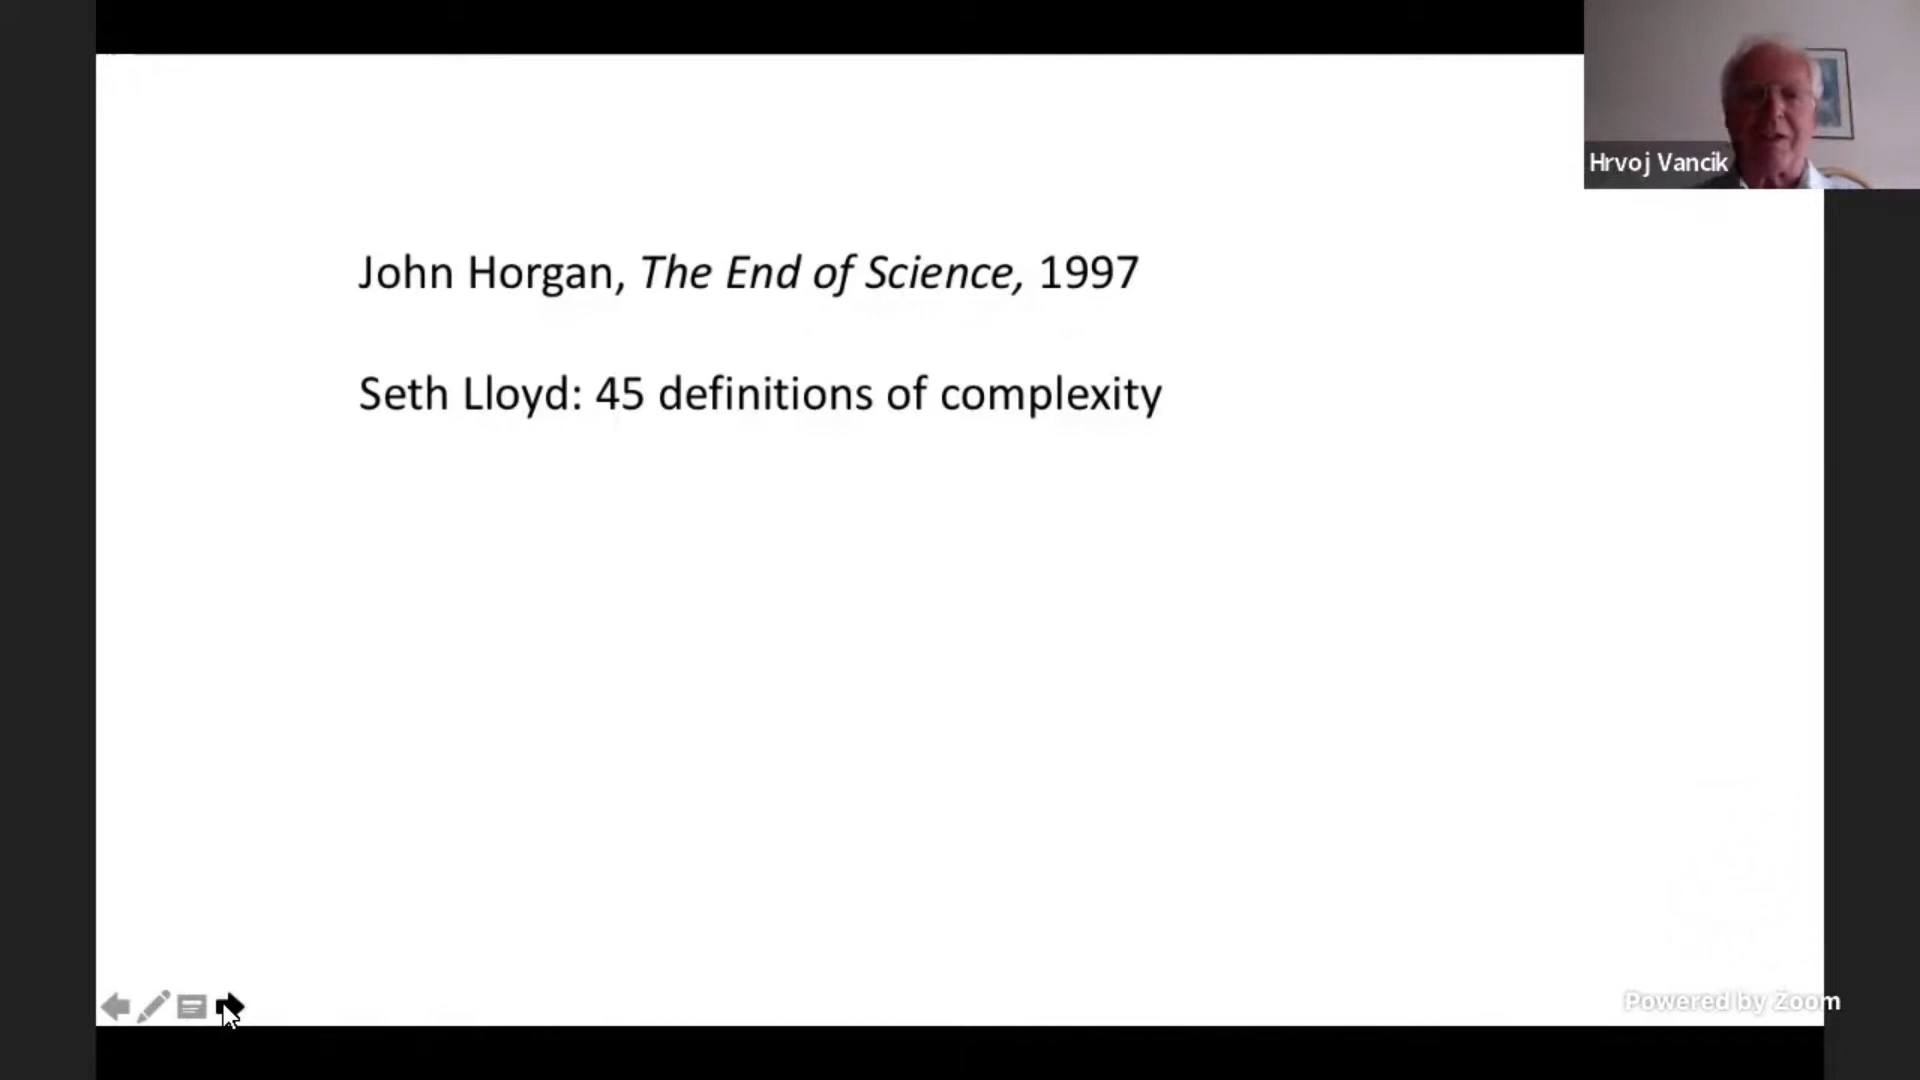 Hrvoj Vancik
John Horgan, The End of Science, 1997
Seth Lloyd: 45 definitions of complexity
Powered by Zoom